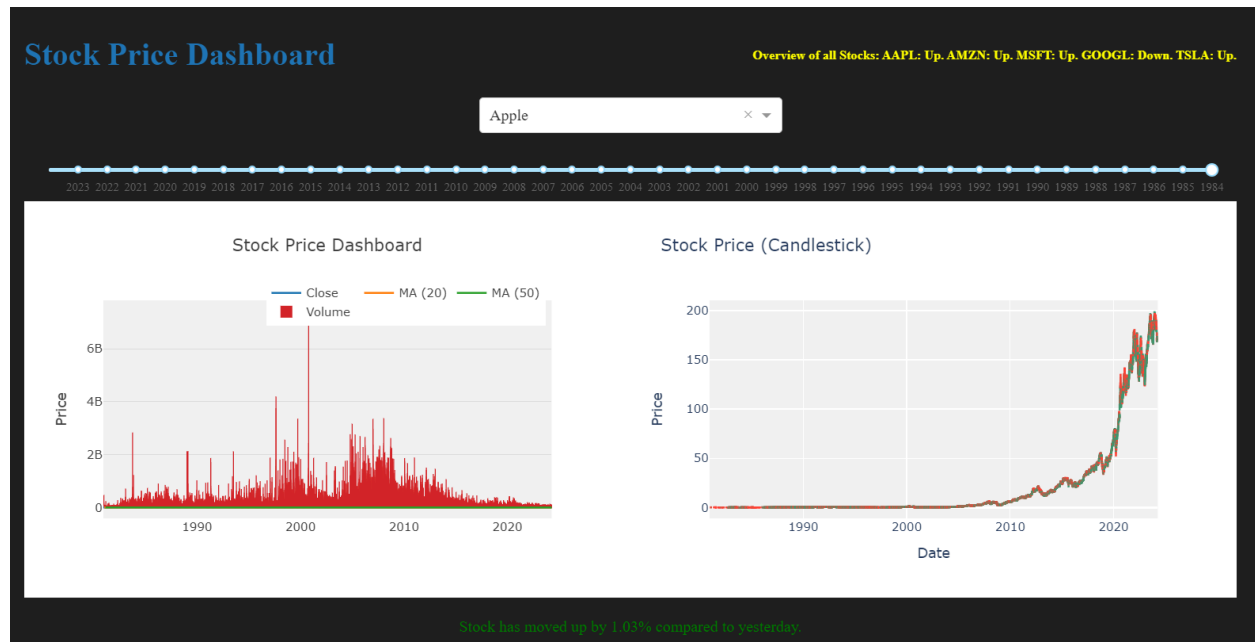 Stock Price Dashboard
Overview of all Stocks: AAPL: Up. AMZN: Up. MSFT: Up. GOOGL: Down. TSLA: Up.
Apple
2023 2022 2021 2020 2019 2018 2017 2016 2015 2014 2013 2012 2011 2010 2009 2008 2007 2006 2005 2004 2003 2002 2001 2000 1999 1998 1997 1996 1995 1994 1993 1992 1991 1990 1989 1988 1987 1986 1985 1984
Stock Price Dashboard
Close MA (20) MA (50)
Volume
Price
6B
4B
2B
0
1990 2000 2010 2020
Stock Price (Candlestick)
Price
200
150
100
50
0
1990 2000 2010 2020
Date
Stock has moved up by 1.03% compared to yesterday.